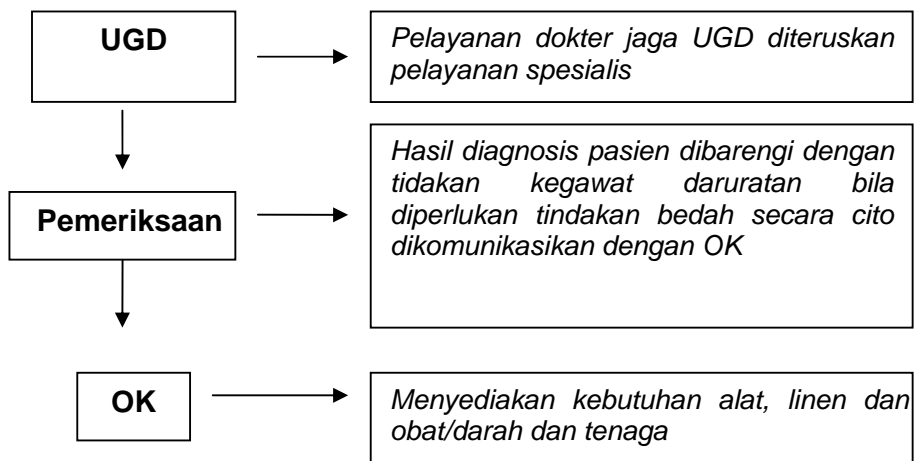 UGD
Pelayanan dokter jaga UGD diteruskan
pelayanan spesialis
Hasil diagnosis pasien dibarengi dengan
tidakan kegawat daruratan bila
diperlukan tindakan bedah secara cito
dikomunikasikan dengan OK
Pemeriksaan
OK
Menyediakan kebutuhan alat, linen dan
obat/darah dan tenaga